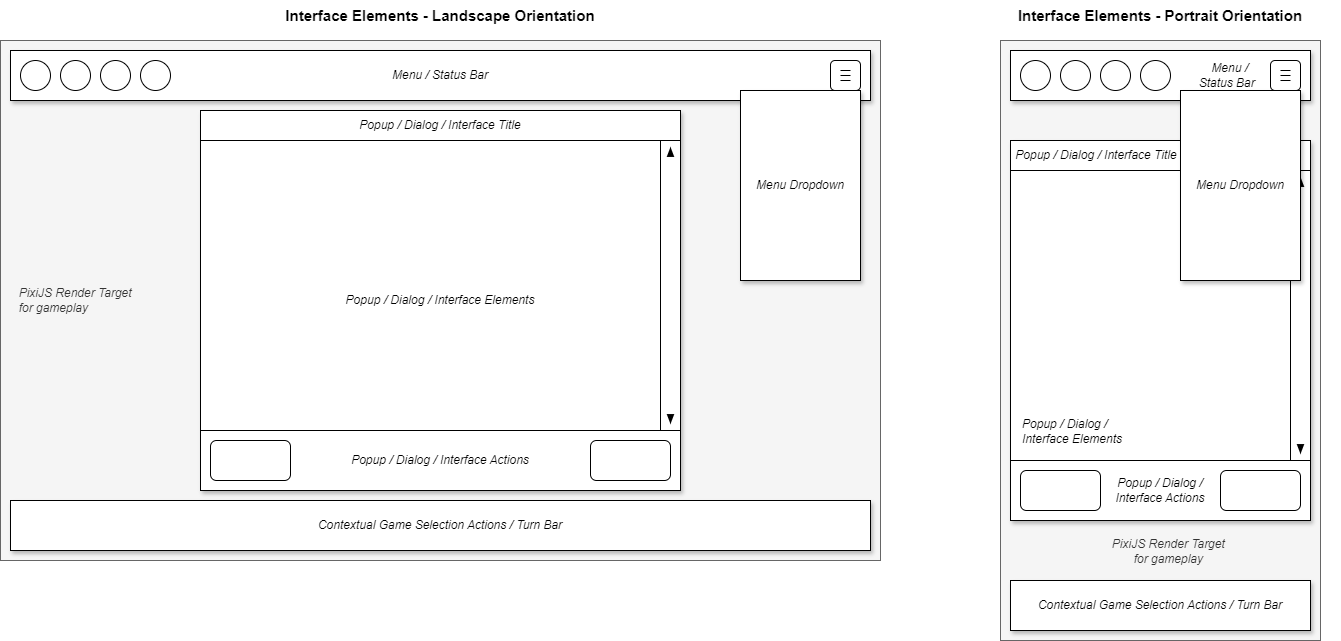 Interface Elements - Landscape Orientation
Menu / Status Bar
Popup / Dialog / Interface Title
Menu Dropdown
PixiJS Render Target
for gameplay
Popup / Dialog / Interface Elements
Popup / Dialog / Interface Actions
Contextual Game Selection Actions / Turn Bar
Interface Elements - Portrait Orientation
Menu /
Status Bar
Popup / Dialog / Interface Title
Menu Dropdown
Popup / Dialog /
Interface Elements
Popup / Dialog /
Interface Actions
PixiJS Render Target
for gameplay
Contextual Game Selection Actions / Turn Bar